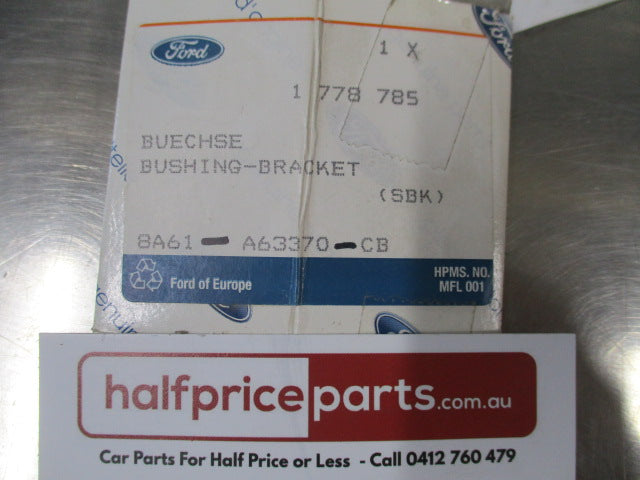 Ford
1 X
1 778 785
BUECHSE
BUSHING-BRACKET
(SBK)
8A61 - A63370 - CB
Ford of Europe
HPMS. NO.
MFL 001
halfpriceparts.com.au
Car Parts For Half Price or Less - Call 0412 760 479